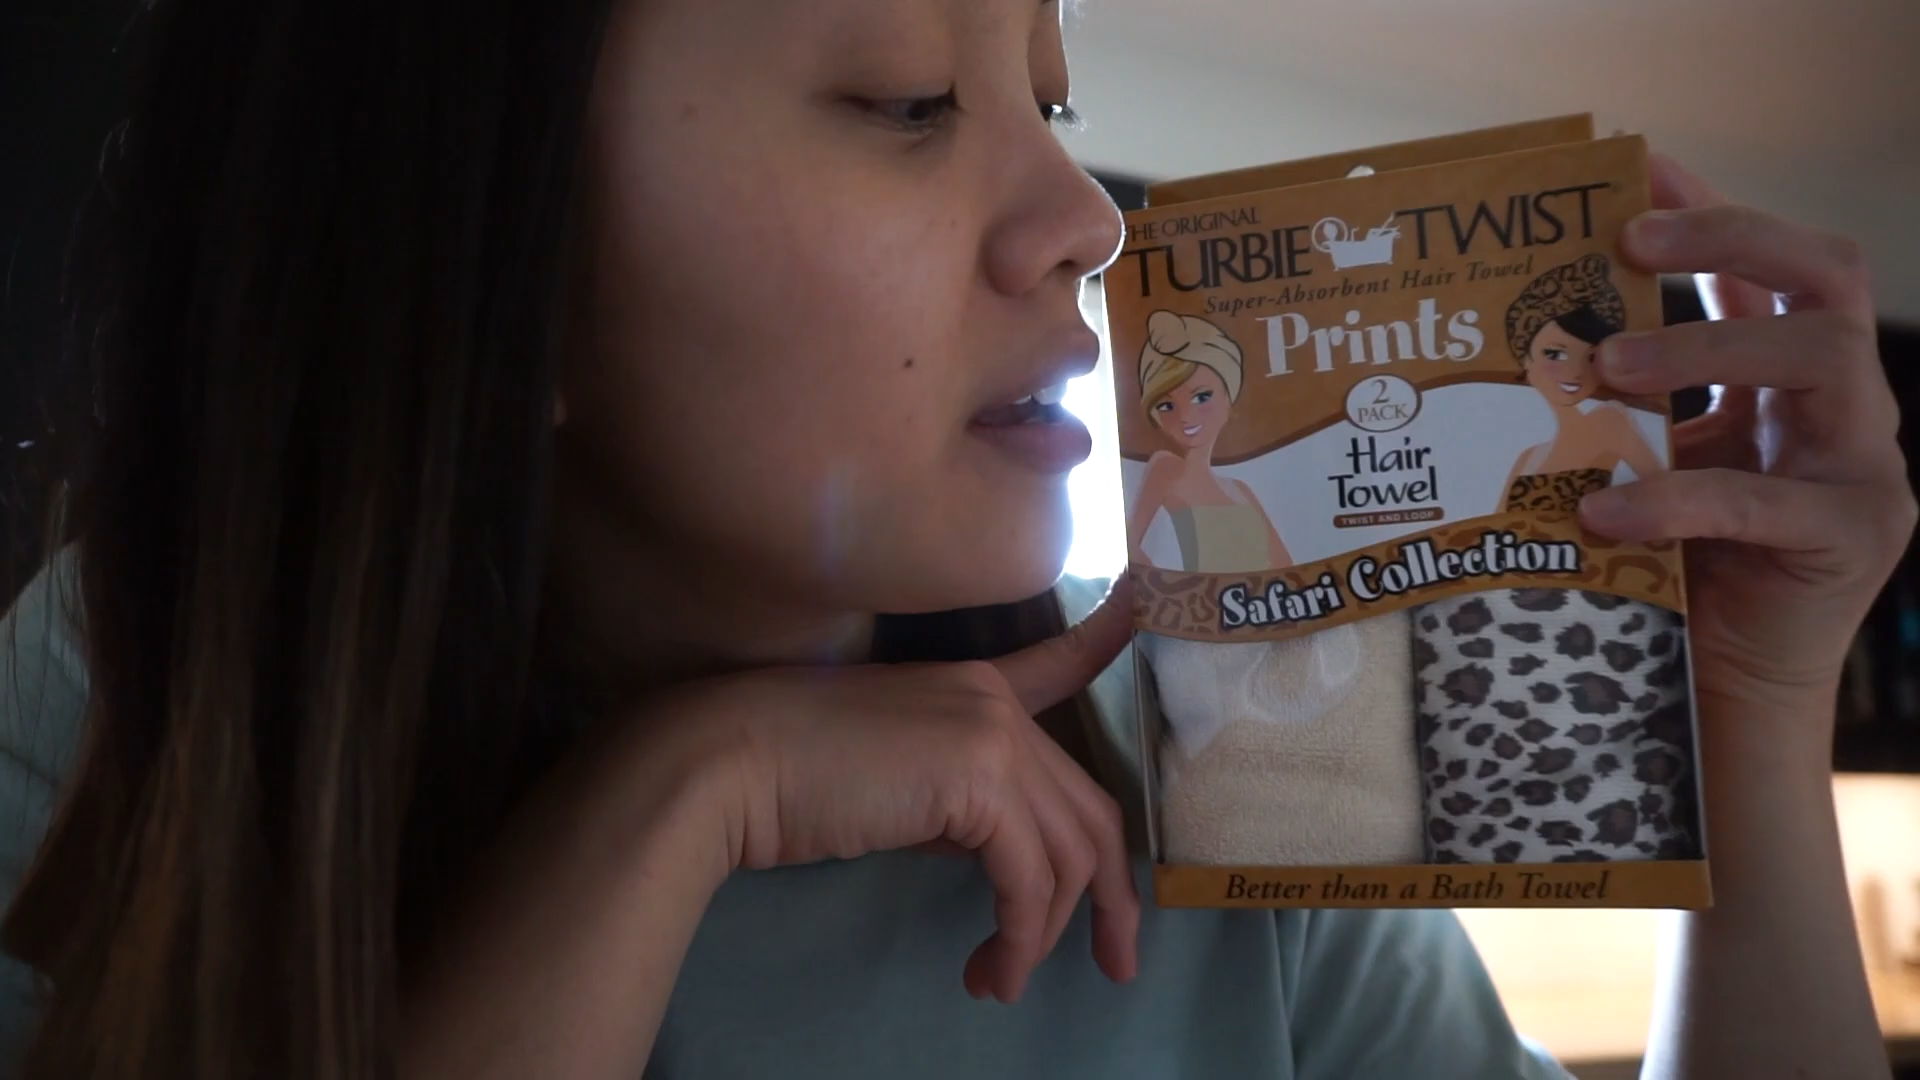 THE ORIGINAL
TURBIE TWIST
Super-Absorbent Hair Towel
Prints
2
PACK
Hair
Towel
TWIST AND LOOP
Safari Collection
Better than a Bath Towel